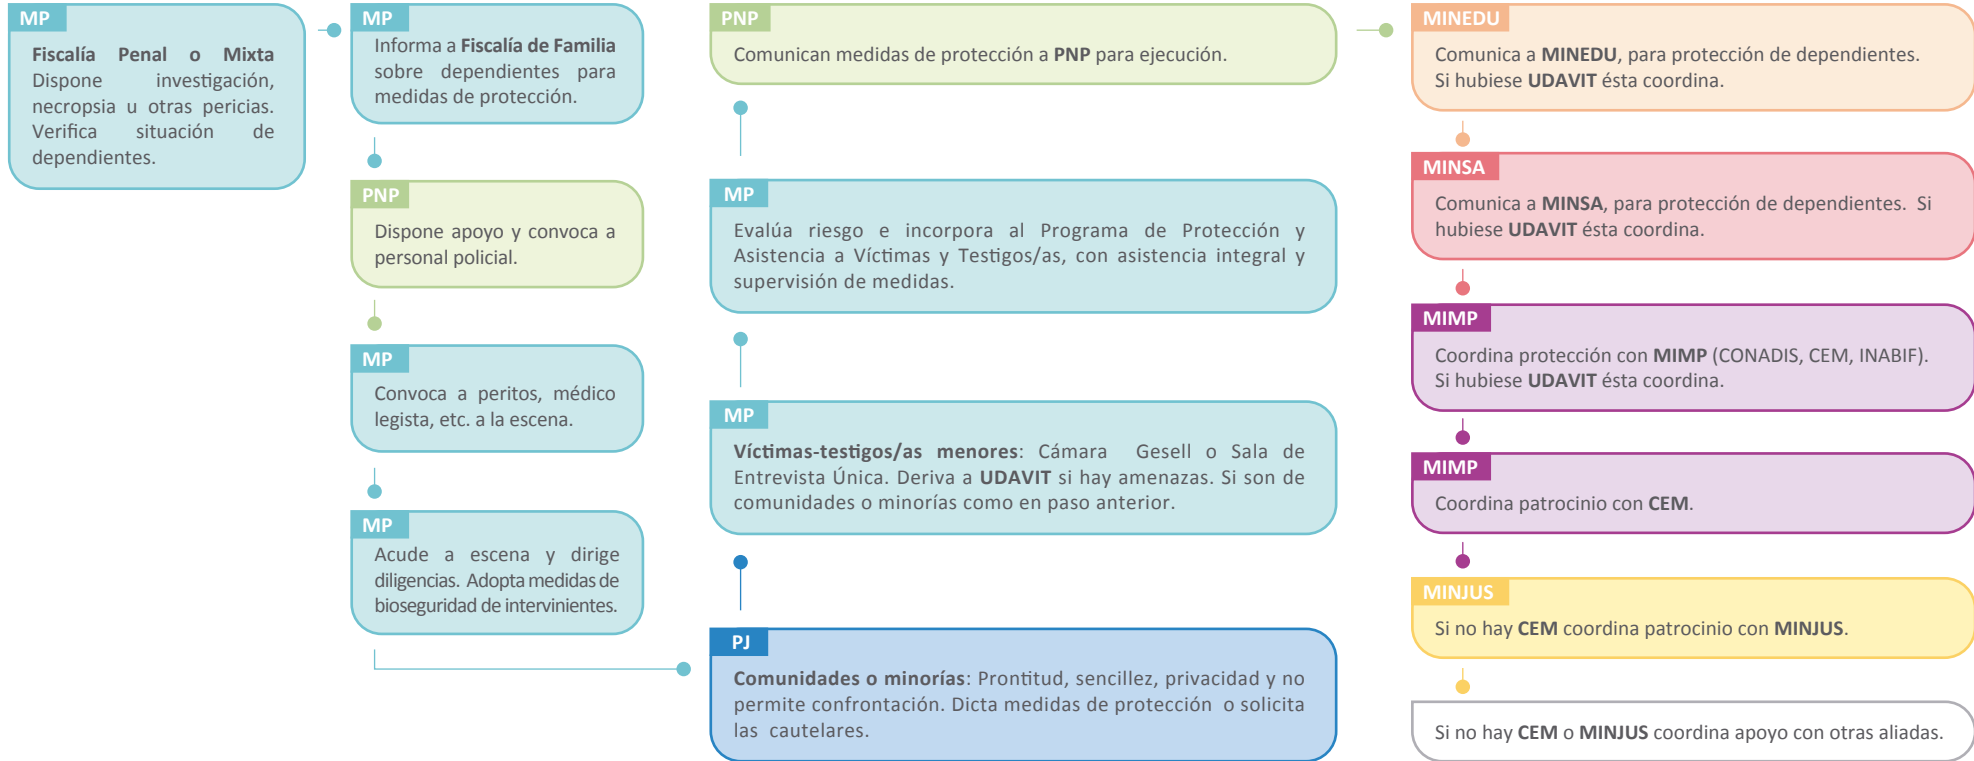 MP
Fiscalía Penal o Mixta
Dispone investigación,
necropsia u otras pericias.
Verifica situación de
dependientes.
MP
Informa a Fiscalía de Familia
sobre dependientes para
medidas de protección.
PNP
Dispone apoyo y convoca a
personal policial.
MP
Convoca a peritos, médico
legista, etc. a la escena.
MP
Acude a escena y dirige
diligencias. Adopta medidas de
bioseguridad de intervinientes.
PJ
Comunidades o minorías: Prontitud, sencillez, privacidad y no
permite confrontación. Dicta medidas de protección o solicita
las cautelares.
MP
Víctimas-testigos/as menores: Cámara Gesell o Sala de
Entrevista Única. Deriva a UDAVIT si hay amenazas. Si son de
comunidades o minorías como en paso anterior.
MP
Evalúa riesgo e incorpora al Programa de Protección y
Asistencia a Víctimas y Testigos/as, con asistencia integral y
supervisión de medidas.
PNP
Comunican medidas de protección a PNP para ejecución.
MINEDU
Comunica a MINEDU, para protección de dependientes.
Si hubiese UDAVIT ésta coordina.
MINSA
Comunica a MINSA, para protección de dependientes. Si
hubiese UDAVIT ésta coordina.
MIMP
Coordina protección con MIMP (CONADIS, CEM, INABIF).
Si hubiese UDAVIT ésta coordina.
MIMP
Coordina patrocinio con CEM.
MINJUS
Si no hay CEM coordina patrocinio con MINJUS.
Si no hay CEM o MINJUS coordina apoyo con otras aliadas.